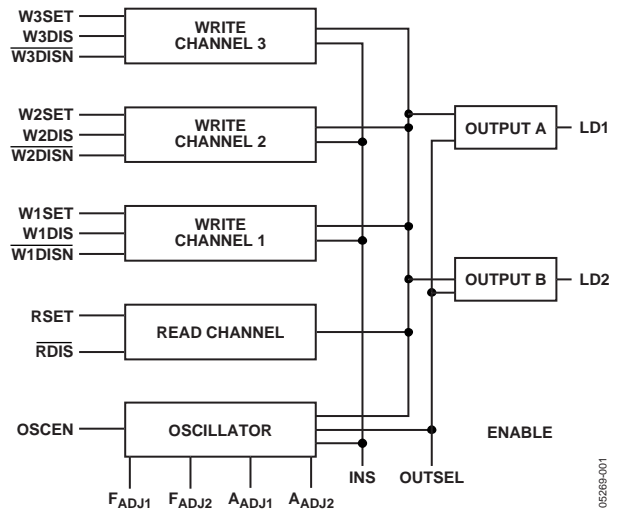 W3SET
W3DIS
W3DISN
WRITE
CHANNEL 3
W2SET
W2DIS
W2DISN
WRITE
CHANNEL 2
OUTPUT A
LD1
W1SET
W1DIS
W1DISN
WRITE
CHANNEL 1
OUTPUT B
LD2
RSET
RDIS
READ CHANNEL
OSCEN
OSCILLATOR
ENABLE
INS
OUTSEL
FADJ1
FADJ2
AADJ1
AADJ2
05269-001